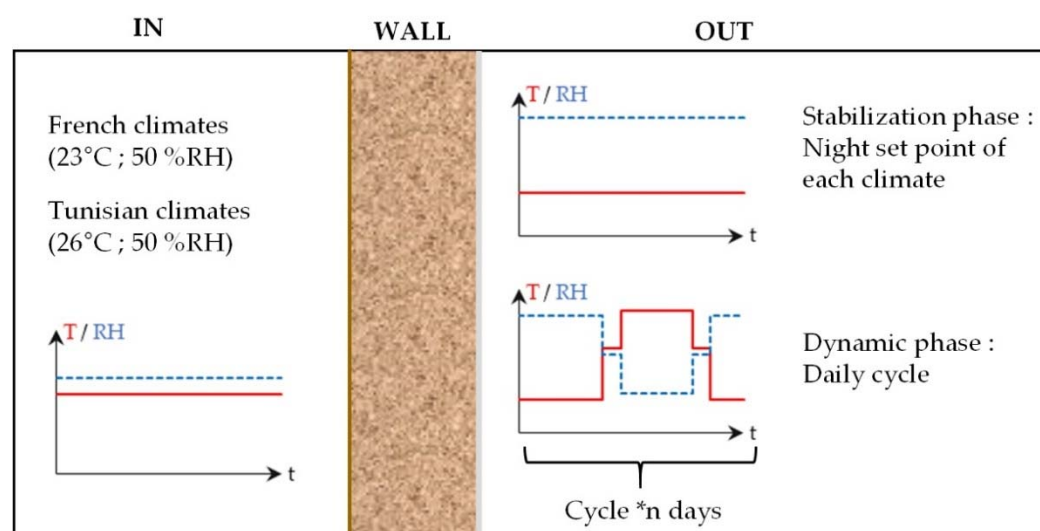 IN
WALL
OUT
French climates
(23°C ; 50 %RH)
Tunisian climates
(26°C ; 50 %RH)
T / RH
t
T / RH
t
Stabilization phase :
Night set point of
each climate
T / RH
t
Dynamic phase :
Daily cycle
Cycle *n days